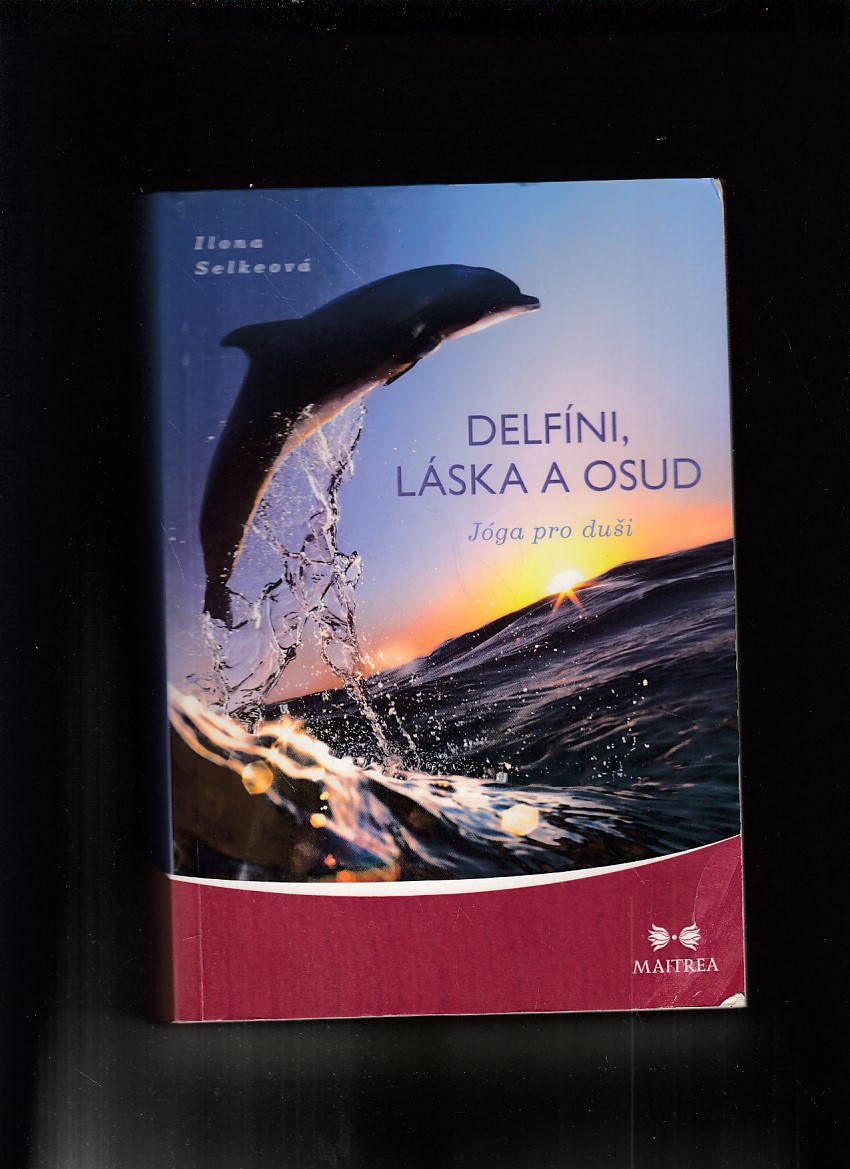 Ilona
Selkeová
DELFÍNI,
LÁSKA A OSUD
Jóga pro duši
MAITREA